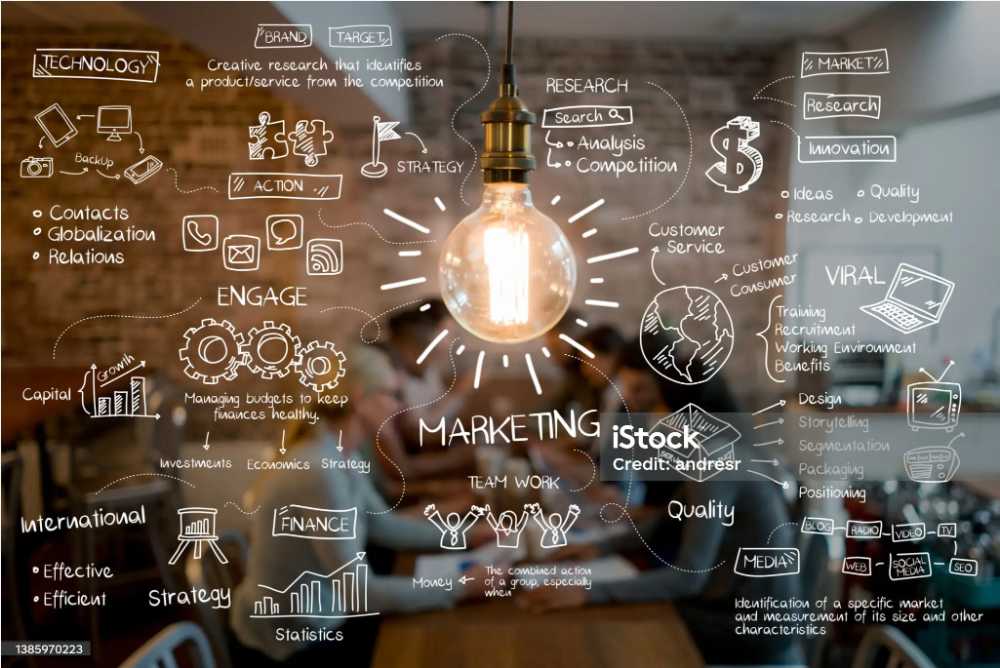 TECHNOLOGY
BackUp
Contacts
Globalization
Relations
BRAND
TARGET
Creative research that identifies
a product/service from the competition
STRATEGY
ACTION
ENGAGE
Capital
Growth
Managing budgets to keep
finances healthy.
Investments
Economics
Strategy
International
Effective
Efficient
Strategy
FINANCE
Statistics
RESEARCH
Search
Analysis
Competition
MARKETING
TEAM WORK
Money
The combined action
of a group, especially
when
MARKET
Research
Innovation
Ideas
Quality
Research
Development
Customer
Service
Customer
Consumer
VIRAL
Training
Recruitment
Working Environment
Benefits
Design
Storytelling
Segmentation
Packaging
Positioning
Quality
iStock
Credit: andresr
MEDIA
BLOG
RADIO
VIDEO
TV
WEB
SOCIAL
MEDIA
SEO
Identification of a specific market
and measurement of its size and other
characteristics
1385970223